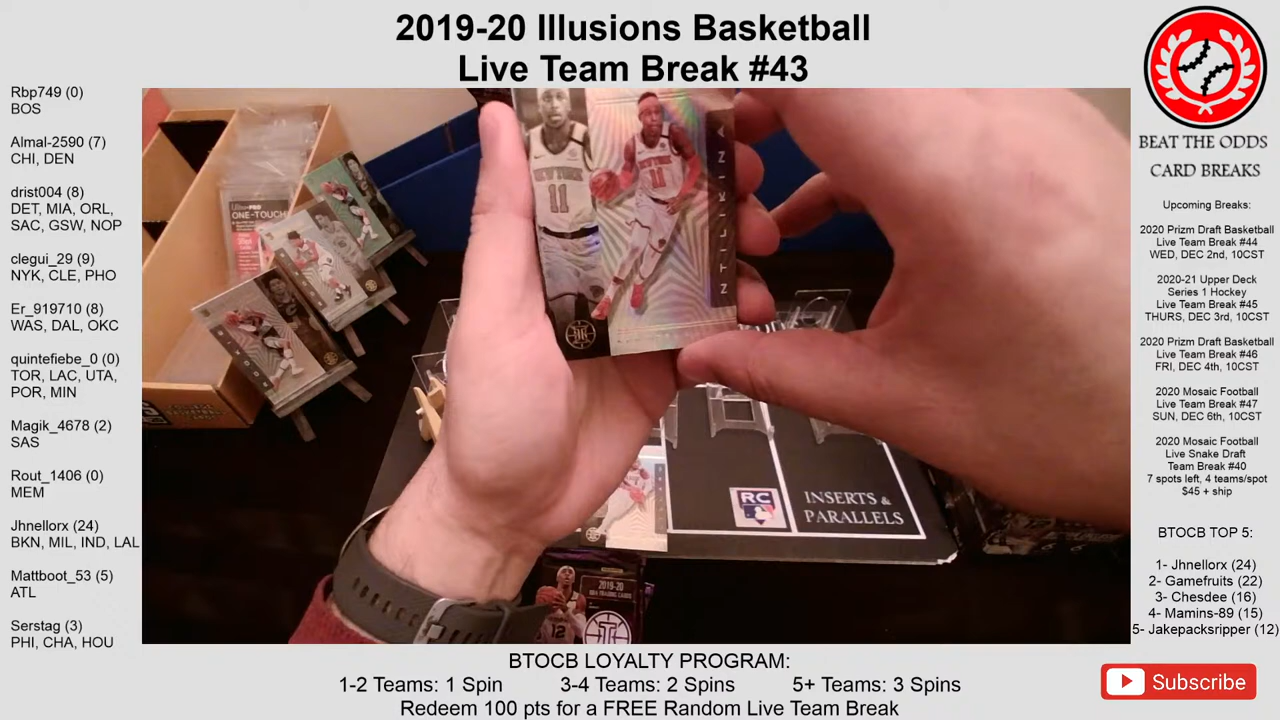 2019-20 Illusions Basketball
Live Team Break #43
Rbp749 (0)
BOS
Almal-2590 (7)
CHI, DEN
drist004 (8)
DET, MIA, ORL,
SAC, GSW, NOP
clegui_29 (9)
NYK, CLE, PHO
Er_919710 (8)
WAS, DAL, OKC
quintefiebe_0 (0)
TOR, LAC, UTA,
POR, MIN
Magik_4678 (2)
SAS
Rout_1406 (0)
MEM
Jhnellorx (24)
BKN, MIL, IND, LAL
Mattboot_53 (5)
ATL
Serstag (3)
PHI, CHA, HOU
NEW YORK
11
NEW YORK
11
NTILIKINA
ONE-TOUCH
RC
INSERTS &
PARALLELS
2019-20
NBA TRADING CARDS
12
BEAT THE ODDS
CARD BREAKS
Upcoming Breaks:
2020 Prizm Draft Basketball
Live Team Break #44
WED, DEC 2nd, 10CST
2020-21 Upper Deck
Series 1 Hockey
Live Team Break #45
THURS, DEC 3rd, 10CST
2020 Prizm Draft Basketball
Live Team Break #46
FRI, DEC 4th, 10CST
2020 Mosaic Football
Live Team Break #47
SUN, DEC 6th, 10CST
2020 Mosaic Football
Live Snake Draft
Team Break #40
7 spots left, 4 teams/spot
$45 + ship
BTOCB TOP 5:
1- Jhnellorx (24)
2- Gamefruits (22)
3- Chesdee (16)
4- Mamins-89 (15)
5- Jakepacksripper (12)
BTOCB LOYALTY PROGRAM:
1-2 Teams: 1 Spin 3-4 Teams: 2 Spins 5+ Teams: 3 Spins
Redeem 100 pts for a FREE Random Live Team Break
Subscribe